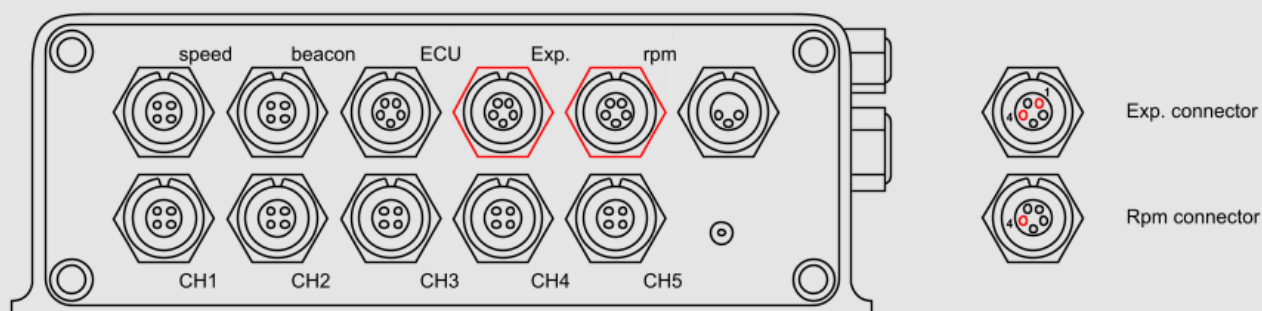 speed beacon ECU Exp. rpm
1
4
Exp. connector
4
Rpm connector
CH1 CH2 CH3 CH4 CH5